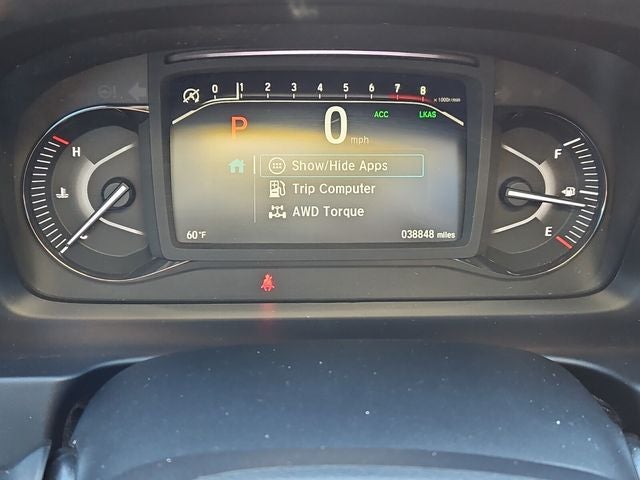 0 1 2 3 4 5 6 7 8
x1000r/min
ACC LKAS
P 0 mph
H
F
Show/Hide Apps
Trip Computer
AWD Torque
E
60°F 038848 miles